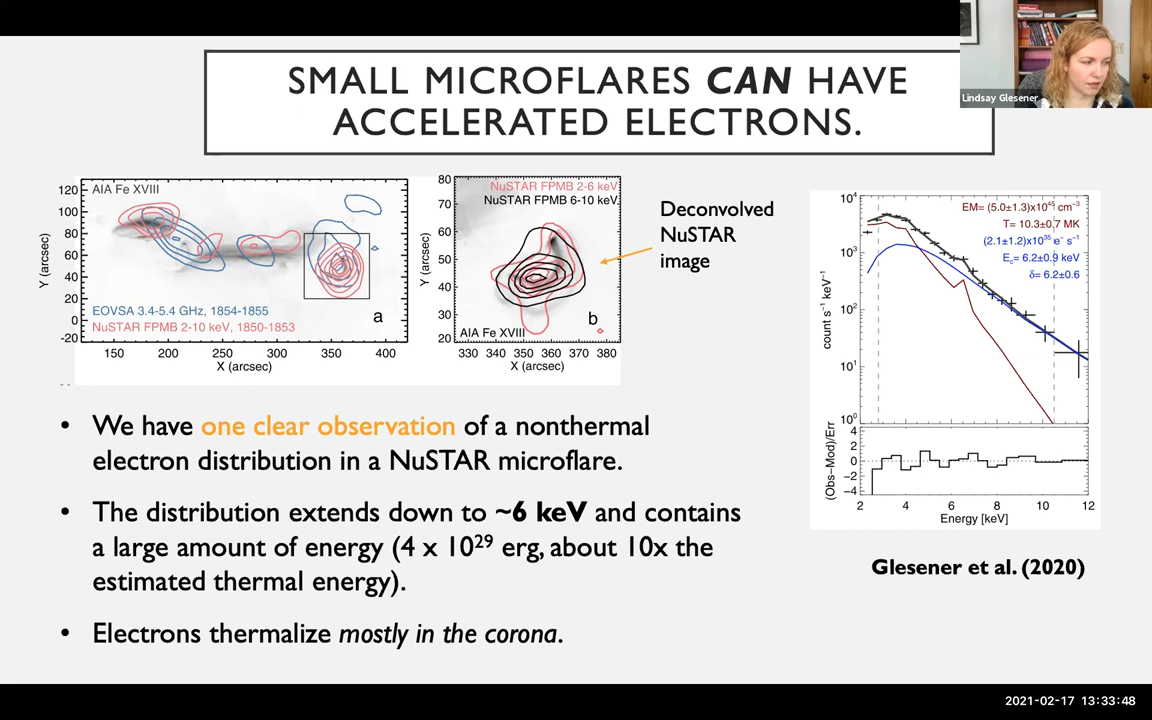 Lindsay Glesener
SMALL MICROFLARES CAN HAVE
ACCELERATED ELECTRONS.
AIA Fe XVIII
EOVSA 3.4-5.4 GHz, 1854-1855
NuSTAR FPMB 2-10 keV, 1850-1853
a
Y (arcsec)
120
100
80
60
40
20
0
-20
150 200 250 300 350 400
X (arcsec)
NuSTAR FPMB 2-6 keV
NuSTAR FPMB 6-10 keV
AIA Fe XVIII
b
Y (arcsec)
80
70
60
50
40
30
20
330 340 350 360 370 380
X (arcsec)
Deconvolved
NuSTAR
image
EM= (5.0±1.3)x10⁴⁵ cm⁻³
T= 10.3±0.7 MK
(2.1±1.2)x10³⁵ e⁻ s⁻¹
E꜀= 6.2±0.9 keV
δ= 6.2±0.6
count s⁻¹ keV⁻¹
10⁴
10³
10²
10¹
10⁰
(Obs−Mod)/Err
4
2
0
−2
−4
2 4 6 8 10 12
Energy [keV]
Glesener et al. (2020)
• We have one clear observation of a nonthermal
electron distribution in a NuSTAR microflare.
• The distribution extends down to ~6 keV and contains
a large amount of energy (4 x 10²⁹ erg, about 10x the
estimated thermal energy).
• Electrons thermalize mostly in the corona.
2021-02-17 13:33:48